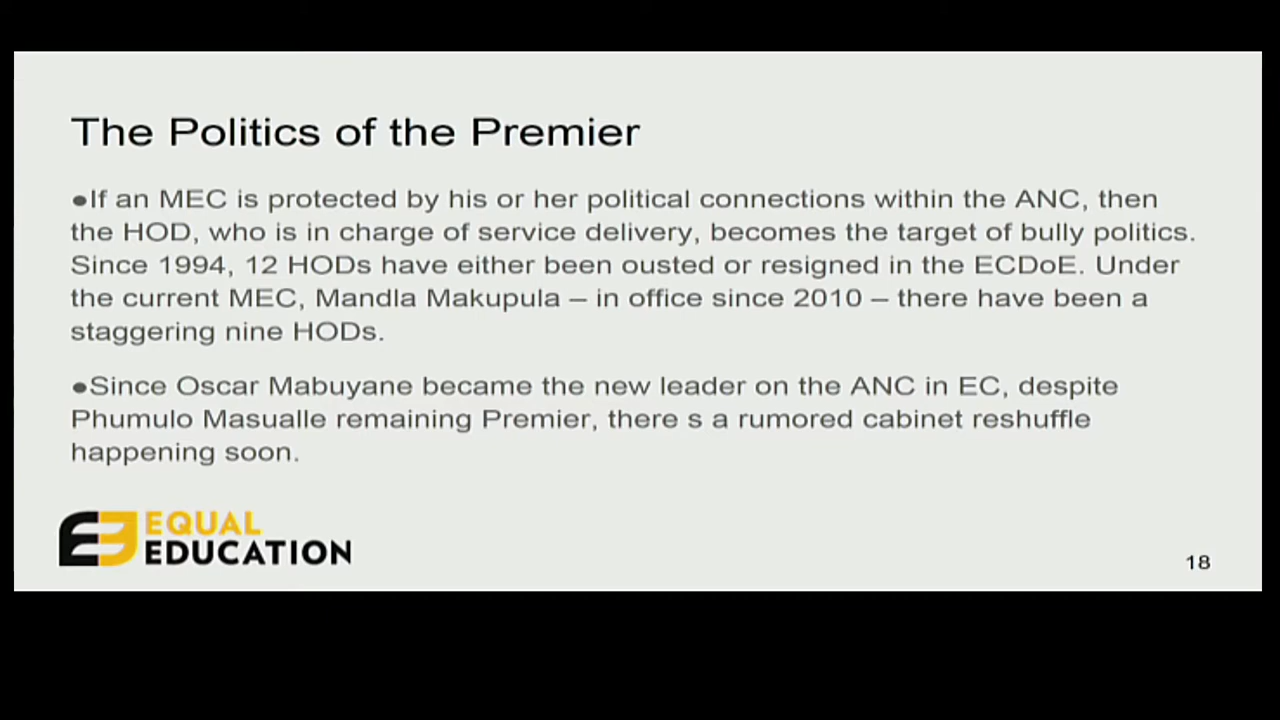 The Politics of the Premier
●If an MEC is protected by his or her political connections within the ANC, then
the HOD, who is in charge of service delivery, becomes the target of bully politics.
Since 1994, 12 HODs have either been ousted or resigned in the ECDoE. Under
the current MEC, Mandla Makupula – in office since 2010 – there have been a
staggering nine HODs.
●Since Oscar Mabuyane became the new leader on the ANC in EC, despite
Phumulo Masualle remaining Premier, there s a rumored cabinet reshuffle
happening soon.
EQUAL
EDUCATION
18